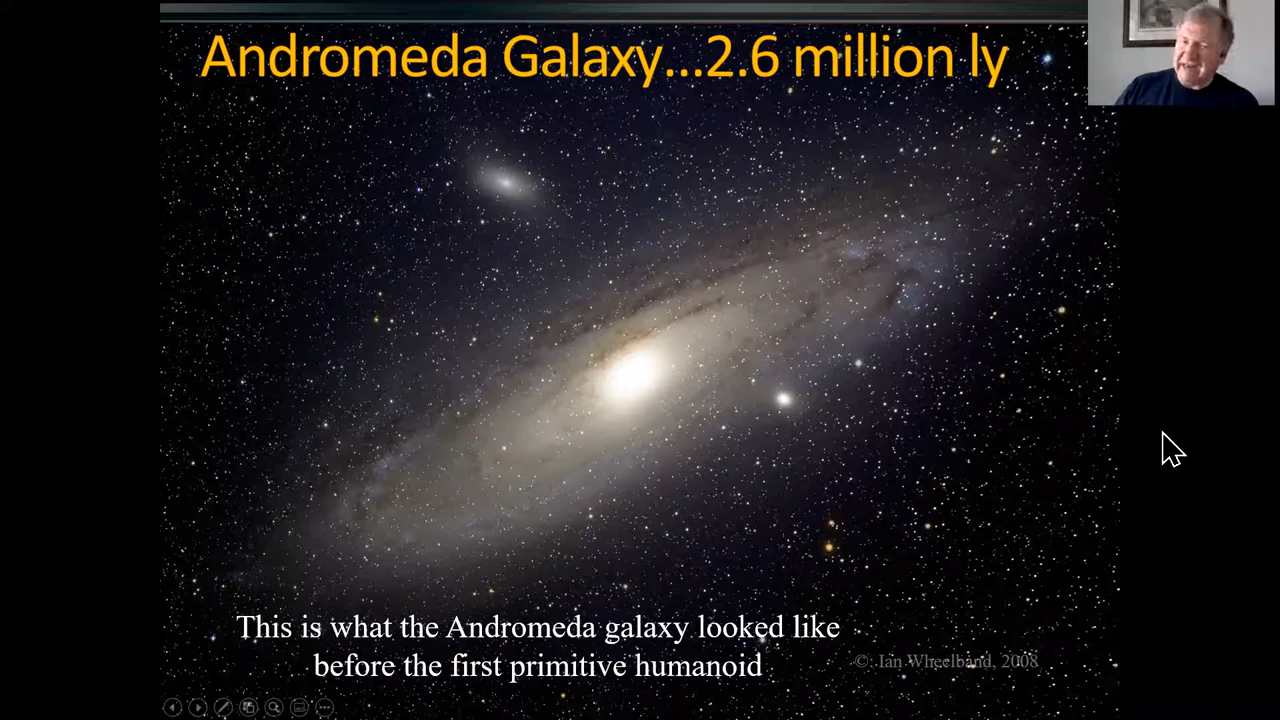 Andromeda Galaxy...2.6 million ly
This is what the Andromeda galaxy looked like
before the first primitive humanoid
©: Ian Wheelband, 2008